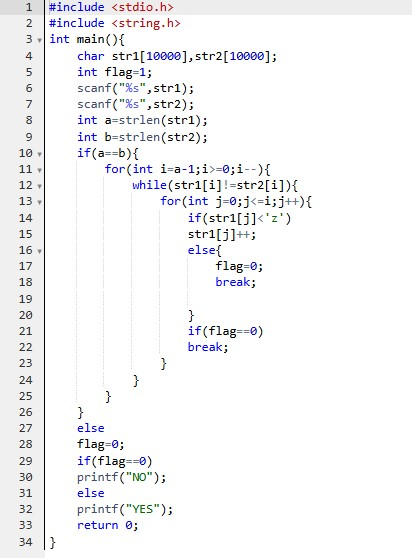 1 #include <stdio.h>
2 #include <string.h>
3 int main(){
4     char str1[10000],str2[10000];
5     int flag=1;
6     scanf("%s",str1);
7     scanf("%s",str2);
8     int a=strlen(str1);
9     int b=strlen(str2);
10     if(a==b){
11         for(int i=a-1;i>=0;i--){
12             while(str1[i]!=str2[i]){
13                 for(int j=0;j<=i;j++){
14                     if(str1[j]<'z')
15                     str1[j]++;
16                     else{
17                         flag=0;
18                         break;
19
20                     }
21                     if(flag==0)
22                     break;
23                 }
24             }
25         }
26     }
27     else
28     flag=0;
29     if(flag==0)
30     printf("NO");
31     else
32     printf("YES");
33     return 0;
34 }